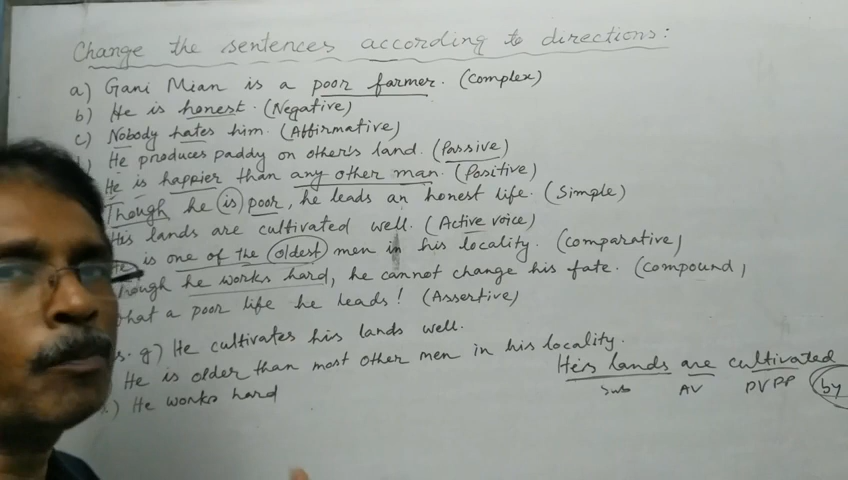 Change the sentences according to directions:
a) Gani Mian is a poor farmer. (Complex)
b) He is honest. (Negative)
c) Nobody hates him. (Affirmative)
) He produces paddy on other's land. (Passive)
He is happier than any other man. (Positive)
Though he is poor, he leads an honest life. (Simple)
His lands are cultivated well. (Active voice)
He is one of the oldest men in his locality. (Comparative)
Though he works hard, he cannot change his fate. (Compound)
What a poor life he leads! (Assertive)
s. g) He cultivates his lands well.
He is older than most other men in his locality.
) He works hard
His lands are cultivated by
Sub AV PVPP